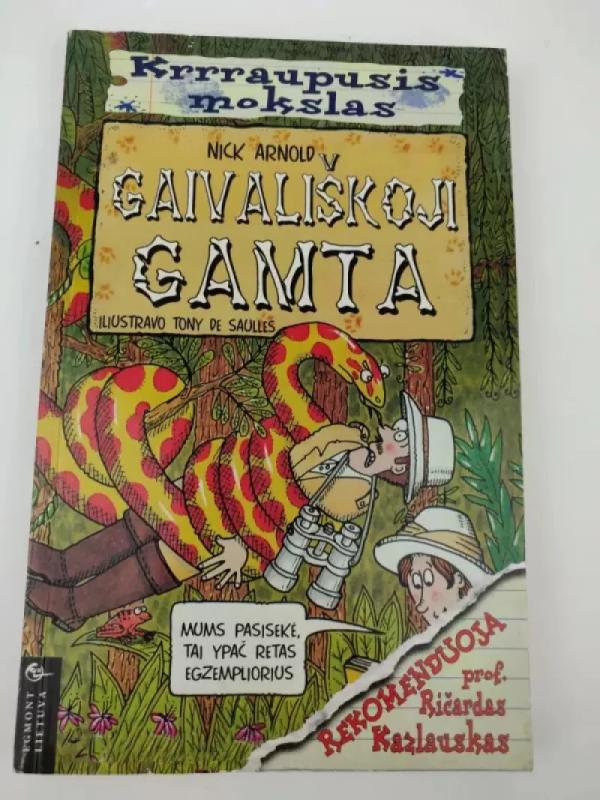 Krrraupusis
mokslas
NICK ARNOLD
GAIVALIŠKOJI
GAMTA
ILIUSTRAVO TONY DE SAULLES
MUMS PASISEKĖ,
TAI YPAČ RETAS
EGZEMPLIORIUS
REKOMENDUOJA
prof.
Ričardas
Kazlauskas
EGMONT
LIETUVA